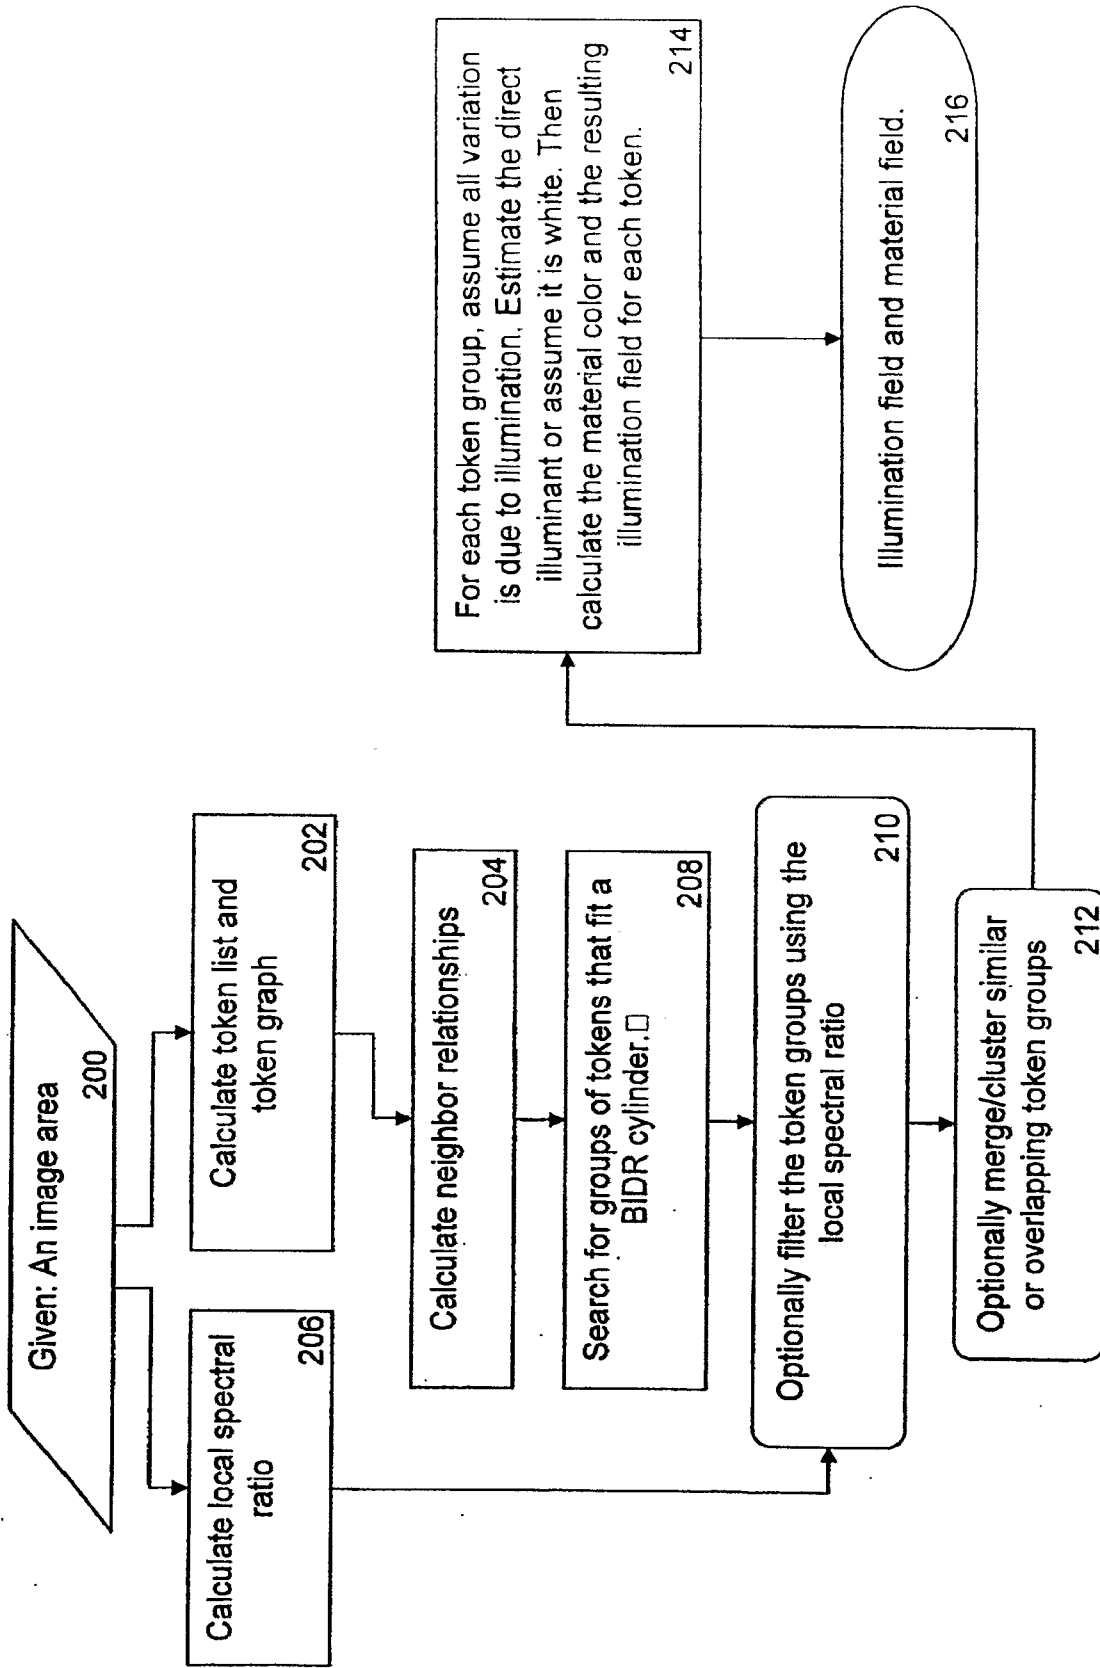 Given: An image area
200
Calculate local spectral
ratio
206
Calculate token list and
token graph
202
Calculate neighbor relationships
204
Search for groups of tokens that fit a
BIDR cylinder.□
208
Optionally filter the token groups using the
local spectral ratio
210
Optionally merge/cluster similar
or overlapping token groups
212
For each token group, assume all variation
is due to illumination. Estimate the direct
illuminant or assume it is white. Then
calculate the material color and the resulting
illumination field for each token.
214
Illumination field and material field.
216